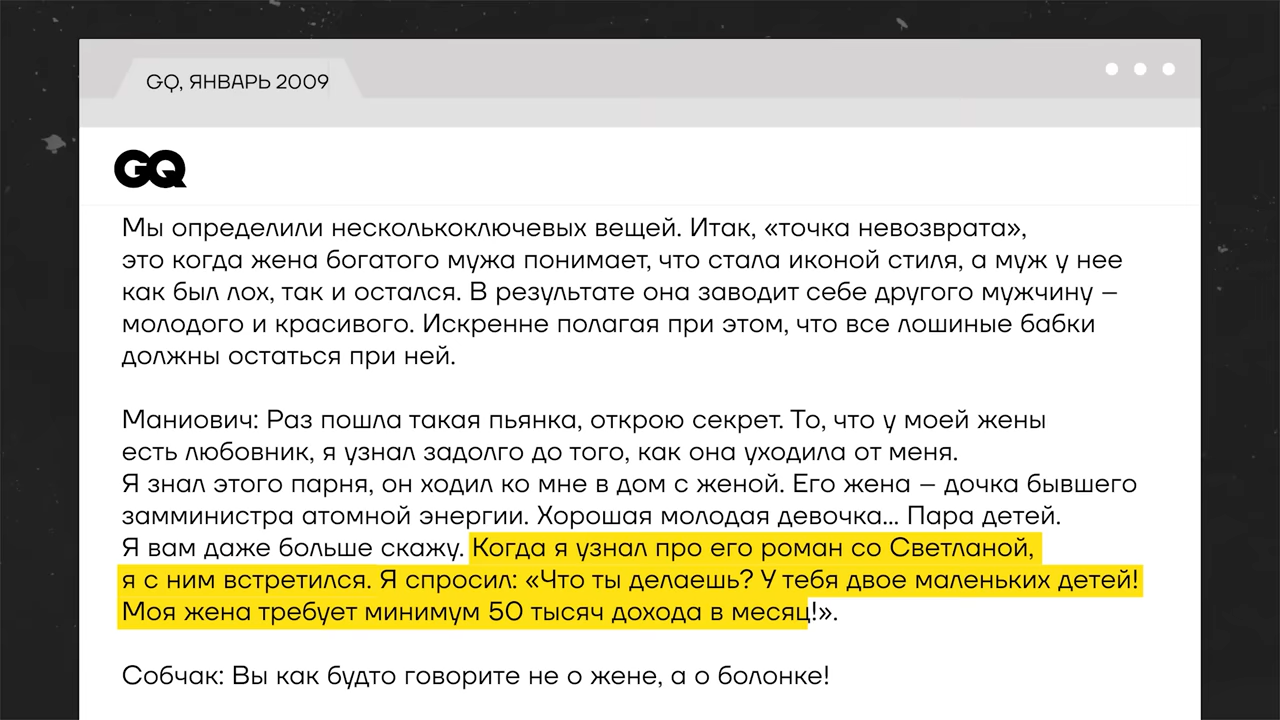 GQ, ЯНВАРЬ 2009
GQ
Мы определили несколькоключевых вещей. Итак, «точка невозврата»,
это когда жена богатого мужа понимает, что стала иконой стиля, а муж у нее
как был лох, так и остался. В результате она заводит себе другого мужчину –
молодого и красивого. Искренне полагая при этом, что все лошиные бабки
должны остаться при ней.
Маниович: Раз пошла такая пьянка, открою секрет. То, что у моей жены
есть любовник, я узнал задолго до того, как она уходила от меня.
Я знал этого парня, он ходил ко мне в дом с женой. Его жена – дочка бывшего
замминистра атомной энергии. Хорошая молодая девочка... Пара детей.
Я вам даже больше скажу. Когда я узнал про его роман со Светланой,
я с ним встретился. Я спросил: «Что ты делаешь? У тебя двое маленьких детей!
Моя жена требует минимум 50 тысяч дохода в месяц!».
Собчак: Вы как будто говорите не о жене, а о болонке!